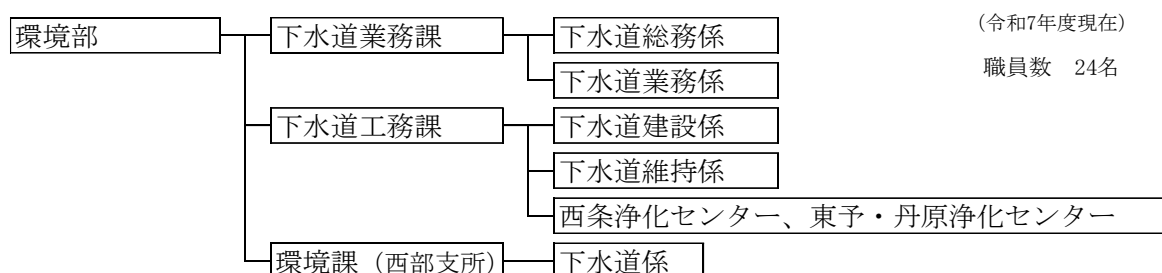 (令和7年度現在)
環境部
下水道業務課
下水道総務係
職員数　24名
下水道業務係
下水道工務課
下水道建設係
下水道維持係
西条浄化センター、東予・丹原浄化センター
環境課（西部支所）
下水道係